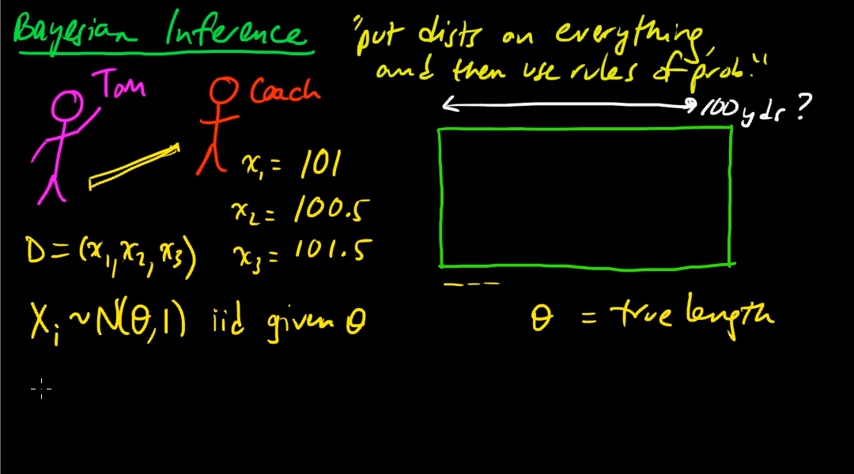 Bayesian Inference
"put dists on everything,
and then use rules of prob."
Tom
Coach
100 yds?
x₁ = 101
x₂ = 100.5
x₃ = 101.5
D = (x₁, x₂, x₃)
Xᵢ ~ N(θ, 1) iid given θ
θ = true length